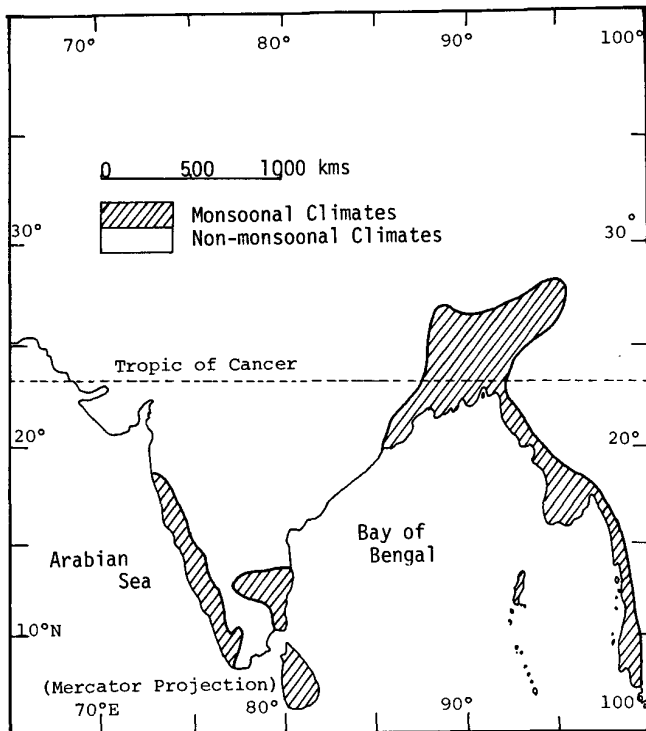 70° 80° 90° 100°
0 500 1000 kms
Monsoonal Climates
Non-monsoonal Climates
30° 30°
Tropic of Cancer
20° 20°
Bay of
Bengal
Arabian
Sea
10°N 10°
(Mercator Projection)
70°E 80° 90° 100°